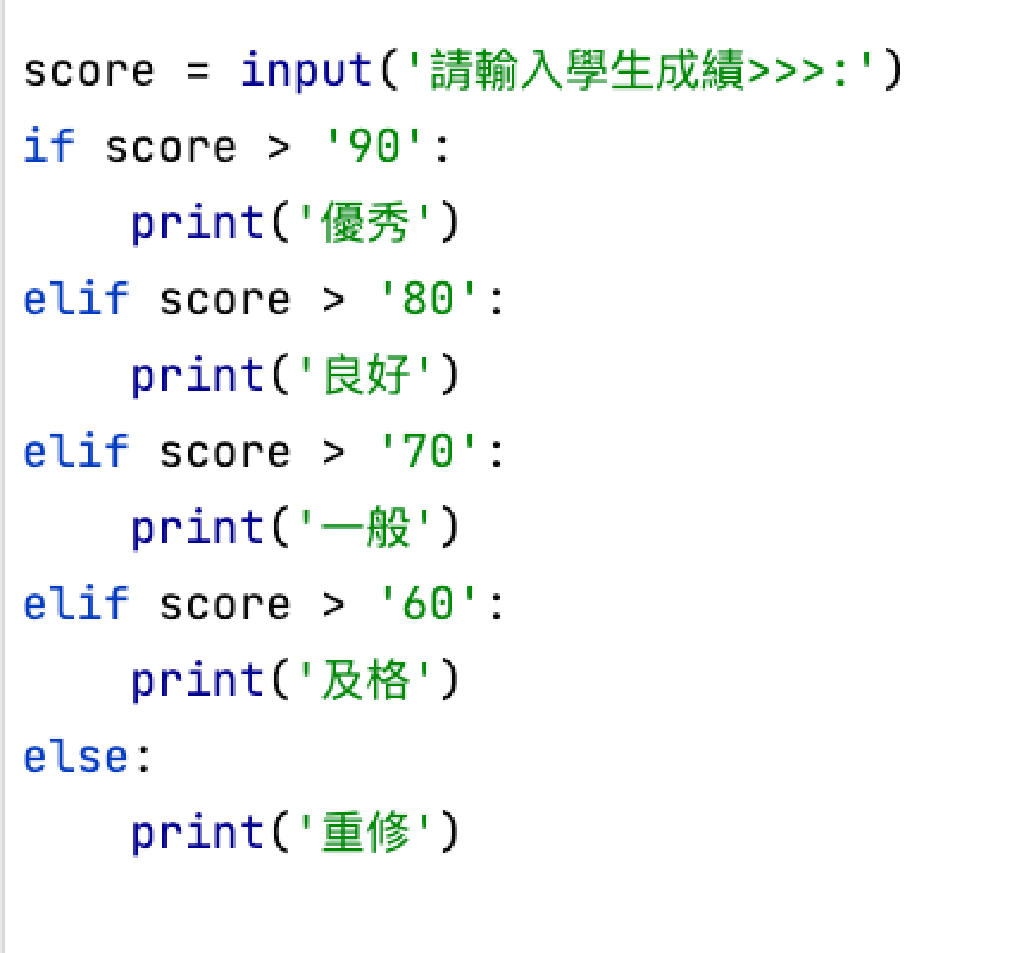 score = input('請輸入學生成績>>>:')
if score > '90':
    print('優秀')
elif score > '80':
    print('良好')
elif score > '70':
    print('一般')
elif score > '60':
    print('及格')
else:
    print('重修')